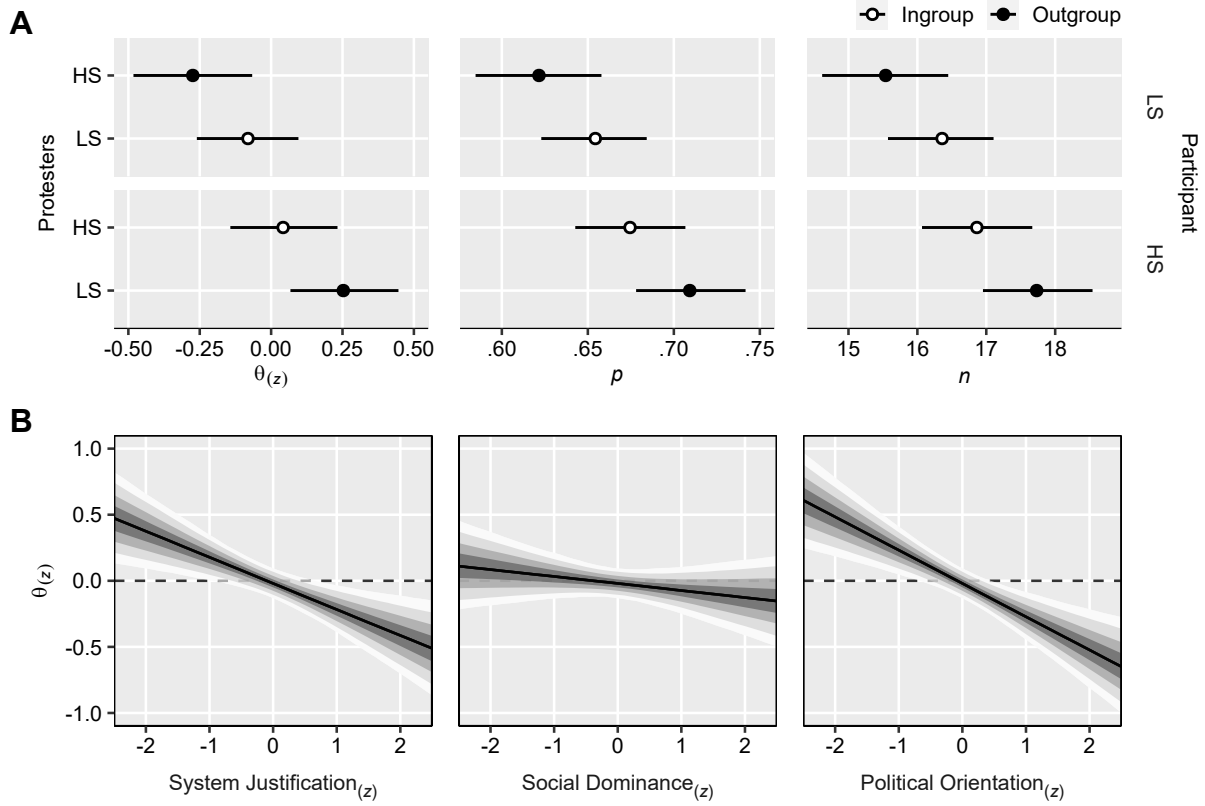 A
Ingroup
Outgroup
Protesters
HS
LS
HS
LS
LS
HS
Participant
-0.50 -0.25 0.00 0.25 0.50
θ(z)
.60 .65 .70 .75
p
15 16 17 18
n
B
θ(z)
1.0
0.5
0.0
-0.5
-1.0
-2 -1 0 1 2
-2 -1 0 1 2
-2 -1 0 1 2
System Justification(z)
Social Dominance(z)
Political Orientation(z)